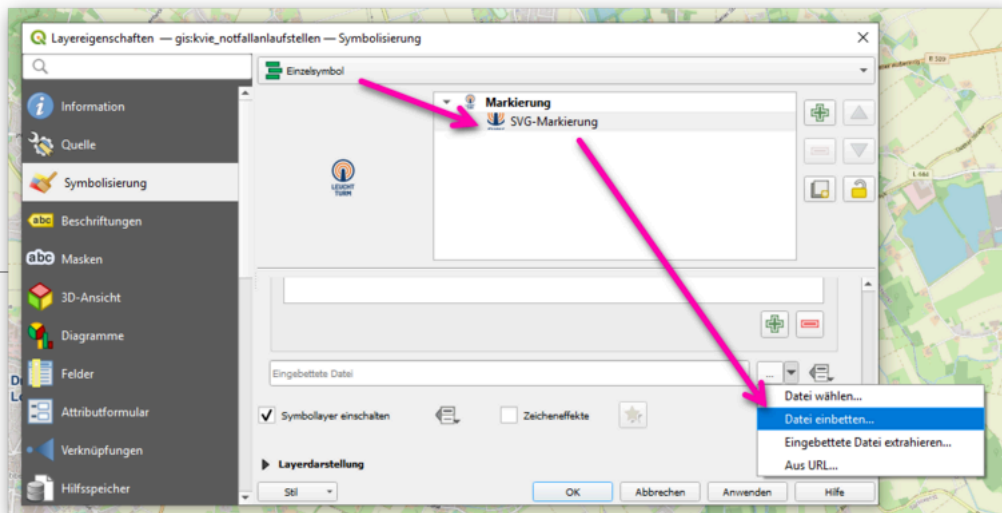 Layereigenschaften — gis:kvie_notfallanlaufstellen — Symbolisierung
Einzelsymbol
Information
Quelle
Symbolisierung
abc Beschriftungen
abc Masken
3D-Ansicht
Diagramme
Felder
Attributformular
Verknüpfungen
Hilfsspeicher
LEUCHT
TURM
Markierung
SVG-Markierung
Eingebettete Datei
...
Symbollayer einschalten
Zeicheneffekte
Layerdarstellung
Datei wählen...
Datei einbetten...
Eingebettete Datei extrahieren...
Aus URL...
Stil
OK
Abbrechen
Anwenden
Hilfe